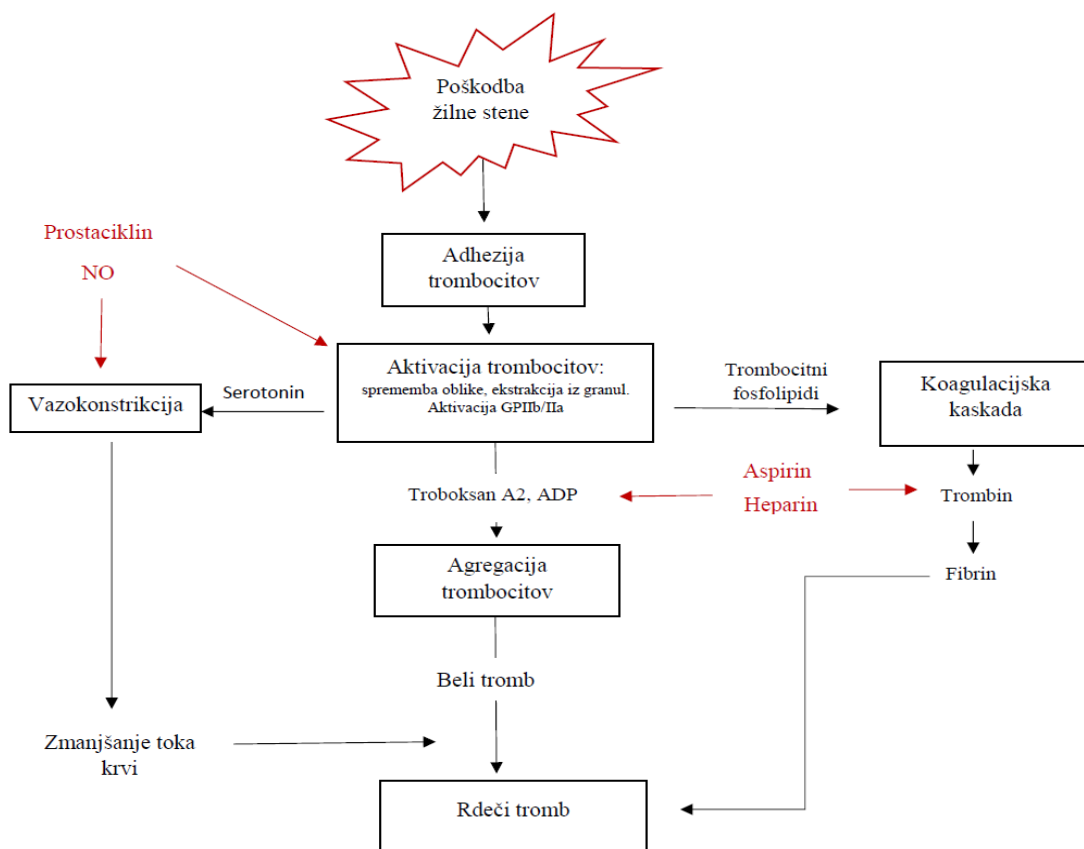 Poškodba
žilne stene
Prostaciklin
NO
Adhezija
trombocitov
Aktivacija trombocitov:
sprememba oblike, ekstrakcija iz granul.
Aktivacija GPIIb/IIa
Serotonin
Vazokonstrikcija
Trombocitni
fosfolipidi
Koagulacijska
kaskada
Aspirin
Heparin
Troboksan A2, ADP
Trombin
Agregacija
trombocitov
Fibrin
Beli tromb
Zmanjšanje toka
krvi
Rdeči tromb